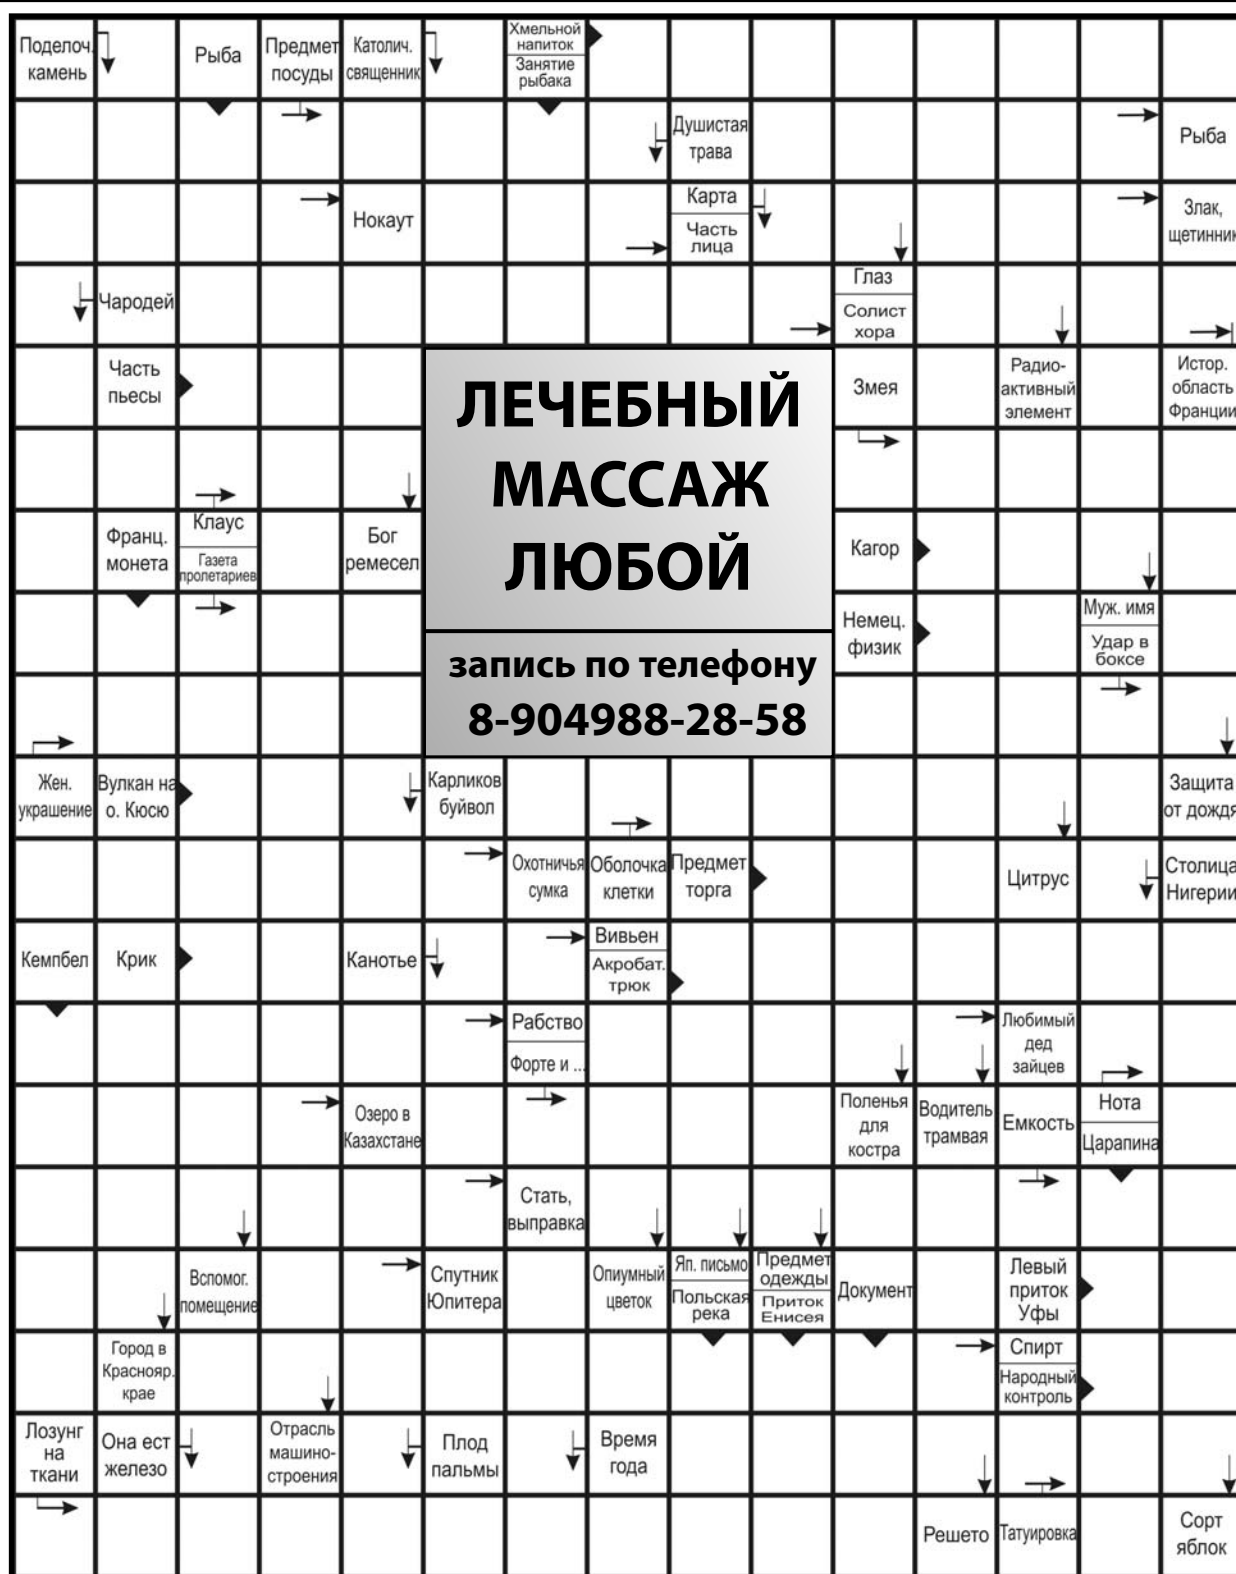 Поделоч.
камень
Рыба
Предмет
посуды
Католич.
священник
Хмельной
напиток
Занятие
рыбака
Душистая
трава
Рыба
Нокаут
Карта
Часть
лица
Злак,
щетинник
Чародей
Глаз
Солист
хора
Часть
пьесы
ЛЕЧЕБНЫЙ
МАССАЖ
ЛЮБОЙ
запись по телефону
8-904988-28-58
Змея
Радио-
активный
элемент
Истор.
область
Франции
Франц.
монета
Клаус
Газета
пролетариев
Бог
ремесел
Кагор
Немец.
физик
Муж. имя
Удар в
боксе
Жен.
украшение
Вулкан на
о. Кюсю
Карликов
буйвол
Защита
от дождя
Охотничья
сумка
Оболочка
клетки
Предмет
торга
Цитрус
Столица
Нигерии
Кемпбел
Крик
Канотье
Вивьен
Акробат.
трюк
Рабство
Форте и ...
Любимый
дед
зайцев
Озеро в
Казахстане
Поленья
для
костра
Водитель
трамвая
Емкость
Нота
Царапина
Стать,
выправка
Вспомог.
помещение
Спутник
Юпитера
Опиумный
цветок
Яп. письмо
Польская
река
Предмет
одежды
Приток
Енисея
Документ
Левый
приток
Уфы
Город в
Краснояр.
крае
Спирт
Народный
контроль
Лозунг
на
ткани
Она ест
железо
Отрасль
машино-
строения
Плод
пальмы
Время
года
Решето
Татуировка
Сорт
яблок